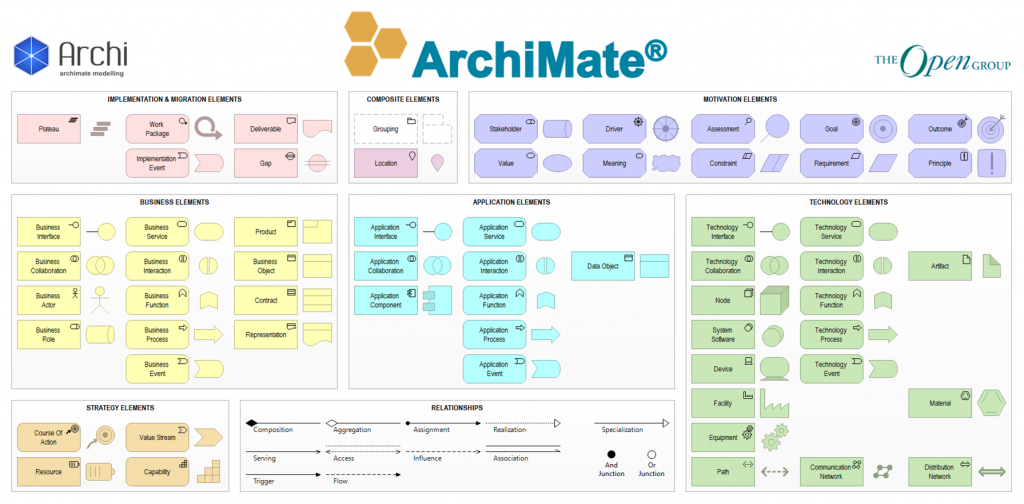 Archi
archimate modelling
ArchiMate®
THE Open GROUP
IMPLEMENTATION & MIGRATION ELEMENTS
Plateau
Work
Package
Deliverable
Implementation
Event
Gap
COMPOSITE ELEMENTS
Grouping
Location
MOTIVATION ELEMENTS
Stakeholder
Driver
Assessment
Goal
Outcome
Value
Meaning
Constraint
Requirement
Principle
BUSINESS ELEMENTS
Business
Interface
Business
Service
Product
Business
Collaboration
Business
Interaction
Business
Object
Business
Actor
Business
Function
Contract
Business
Role
Business
Process
Representation
Business
Event
APPLICATION ELEMENTS
Application
Interface
Application
Service
Application
Collaboration
Application
Interaction
Data Object
Application
Component
Application
Function
Application
Process
Application
Event
TECHNOLOGY ELEMENTS
Technology
Interface
Technology
Service
Technology
Collaboration
Technology
Interaction
Artifact
Node
Technology
Function
System
Software
Technology
Process
Device
Technology
Event
Facility
Material
Equipment
Path
Communication
Network
Distribution
Network
STRATEGY ELEMENTS
Course Of
Action
Value Stream
Resource
Capability
RELATIONSHIPS
Composition
Aggregation
Assignment
Realization
Specialization
Serving
Access
Influence
Association
And
Junction
Or
Junction
Trigger
Flow